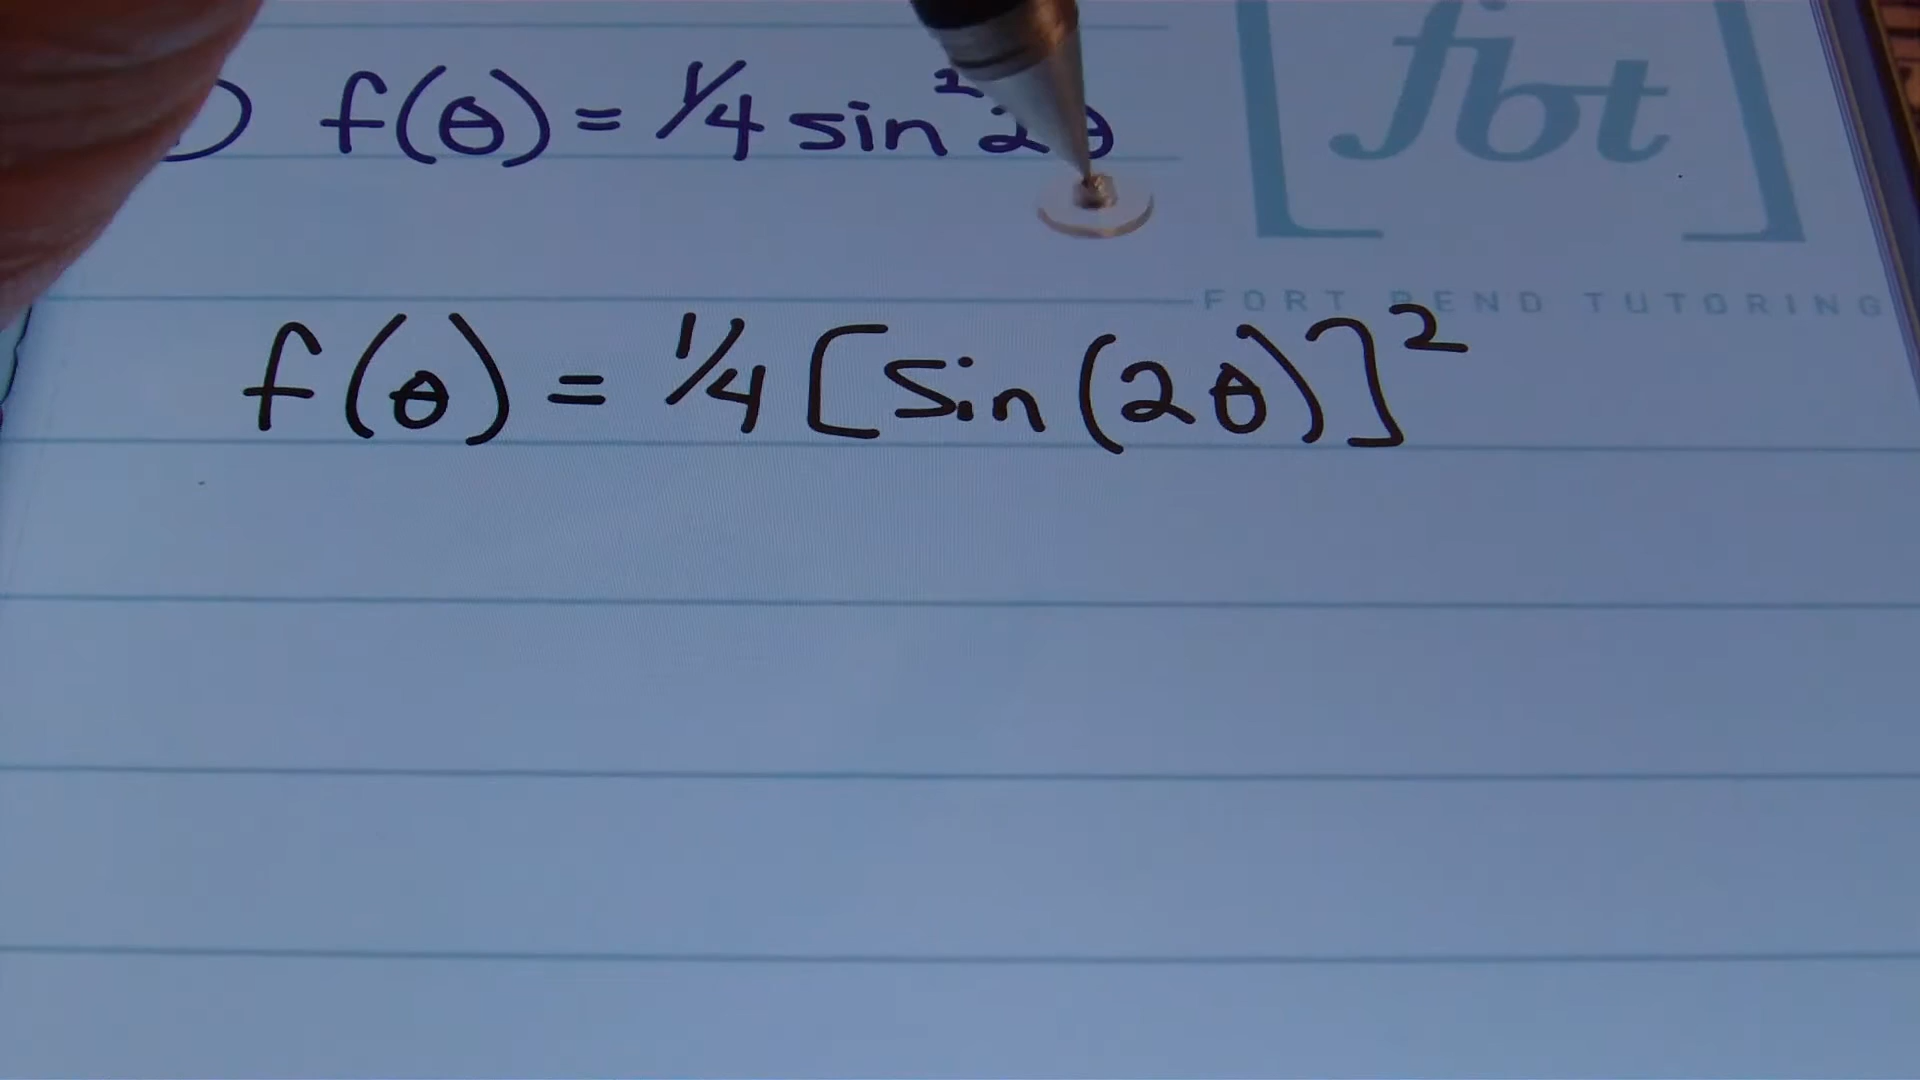 ) f(θ) = 1/4 sin²2θ
fbt
FORT BEND TUTORING
f(θ) = 1/4 [sin(2θ)]²